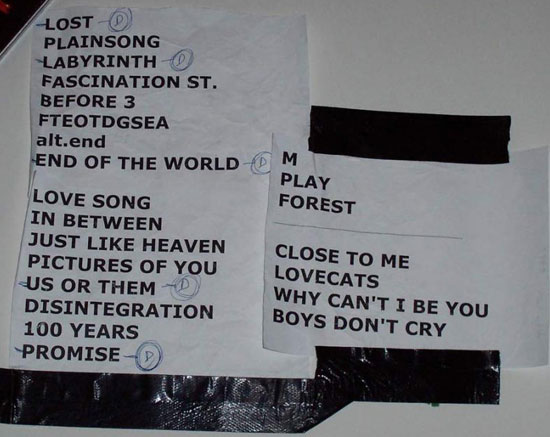 LOST D
PLAINSONG
LABYRINTH D
FASCINATION ST.
BEFORE 3
FTEOTDGSEA
alt.end
END OF THE WORLD D
LOVE SONG
IN BETWEEN
JUST LIKE HEAVEN
PICTURES OF YOU
US OR THEM D
DISINTEGRATION
100 YEARS
PROMISE D
M
PLAY
FOREST
CLOSE TO ME
LOVECATS
WHY CAN'T I BE YOU
BOYS DON'T CRY